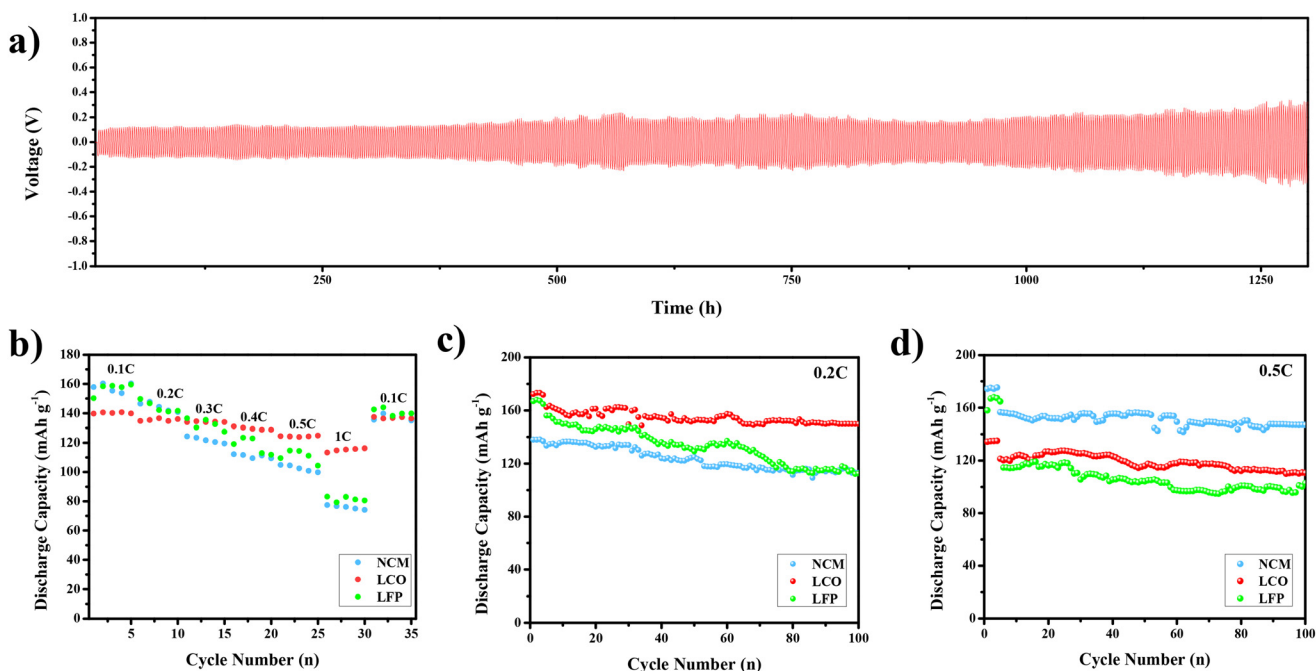 a)
Voltage (V)
1.0
0.8
0.6
0.4
0.2
0.0
-0.2
-0.4
-0.6
-0.8
-1.0
250
500
750
1000
1250
Time (h)
b)
Discharge Capacity (mAh g⁻¹)
180
160
140
120
100
80
60
40
20
0
0.1C
0.2C
0.3C
0.4C
0.5C
1C
0.1C
NCM
LCO
LFP
5
10
15
20
25
30
35
Cycle Number (n)
c)
Discharge Capacity (mAh g⁻¹)
200
160
120
80
40
0
0.2C
NCM
LCO
LFP
0
20
40
60
80
100
Cycle Number (n)
d)
Discharge Capacity (mAh g⁻¹)
200
160
120
80
40
0
0.5C
NCM
LCO
LFP
0
20
40
60
80
100
Cycle Number (n)